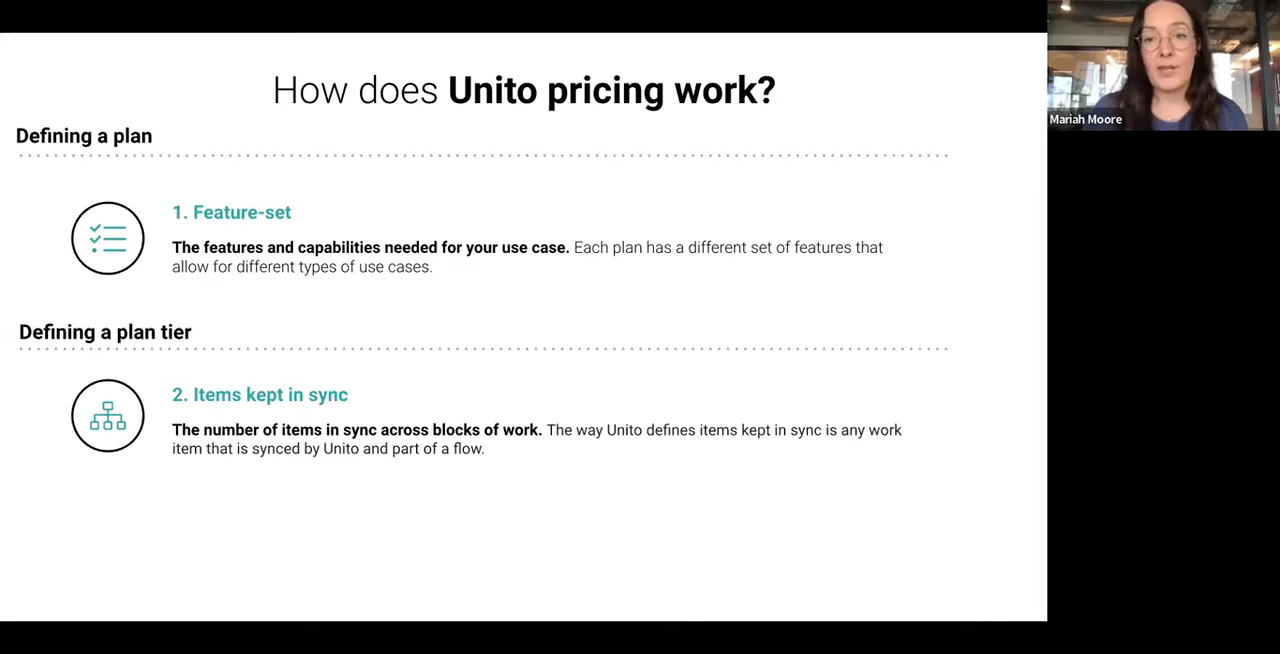 How does Unito pricing work?
Defining a plan
1. Feature-set
The features and capabilities needed for your use case. Each plan has a different set of features that
allow for different types of use cases.
Defining a plan tier
2. Items kept in sync
The number of items in sync across blocks of work. The way Unito defines items kept in sync is any work
item that is synced by Unito and part of a flow.
Mariah Moore